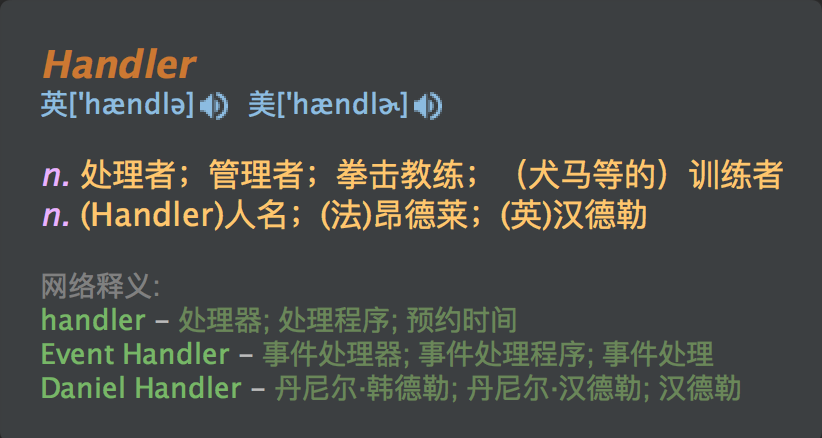 Handler
英['hændlə] 美['hændlɚ]
n. 处理者；管理者；拳击教练；（犬马等的）训练者
n. (Handler)人名；(法)昂德莱；(英)汉德勒
网络释义:
handler – 处理器; 处理程序; 预约时间
Event Handler – 事件处理器; 事件处理程序; 事件处理
Daniel Handler – 丹尼尔·韩德勒; 丹尼尔·汉德勒; 汉德勒